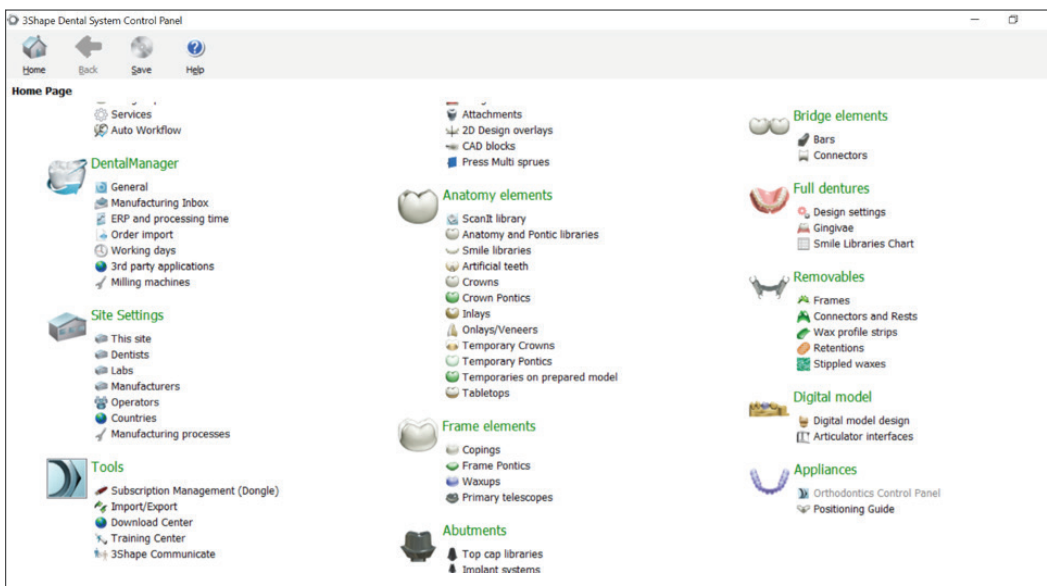 3Shape Dental System Control Panel
Home
Back
Save
Help
Home Page
Services
Auto Workflow
DentalManager
General
Manufacturing Inbox
ERP and processing time
Order import
Working days
3rd party applications
Milling machines
Site Settings
This site
Dentists
Labs
Manufacturers
Operators
Countries
Manufacturing processes
Tools
Subscription Management (Dongle)
Import/Export
Download Center
Training Center
3Shape Communicate
Attachments
2D Design overlays
CAD blocks
Press Multi sprues
Anatomy elements
ScanIt library
Anatomy and Pontic libraries
Smile libraries
Artificial teeth
Crowns
Crown Pontics
Inlays
Onlays/Veneers
Temporary Crowns
Temporary Pontics
Temporaries on prepared model
Tabletops
Frame elements
Copings
Frame Pontics
Waxups
Primary telescopes
Abutments
Top cap libraries
Implant systems
Bridge elements
Bars
Connectors
Full dentures
Design settings
Gingivae
Smile Libraries Chart
Removables
Frames
Connectors and Rests
Wax profile strips
Retentions
Stippled waxes
Digital model
Digital model design
Articulator interfaces
Appliances
Orthodontics Control Panel
Positioning Guide